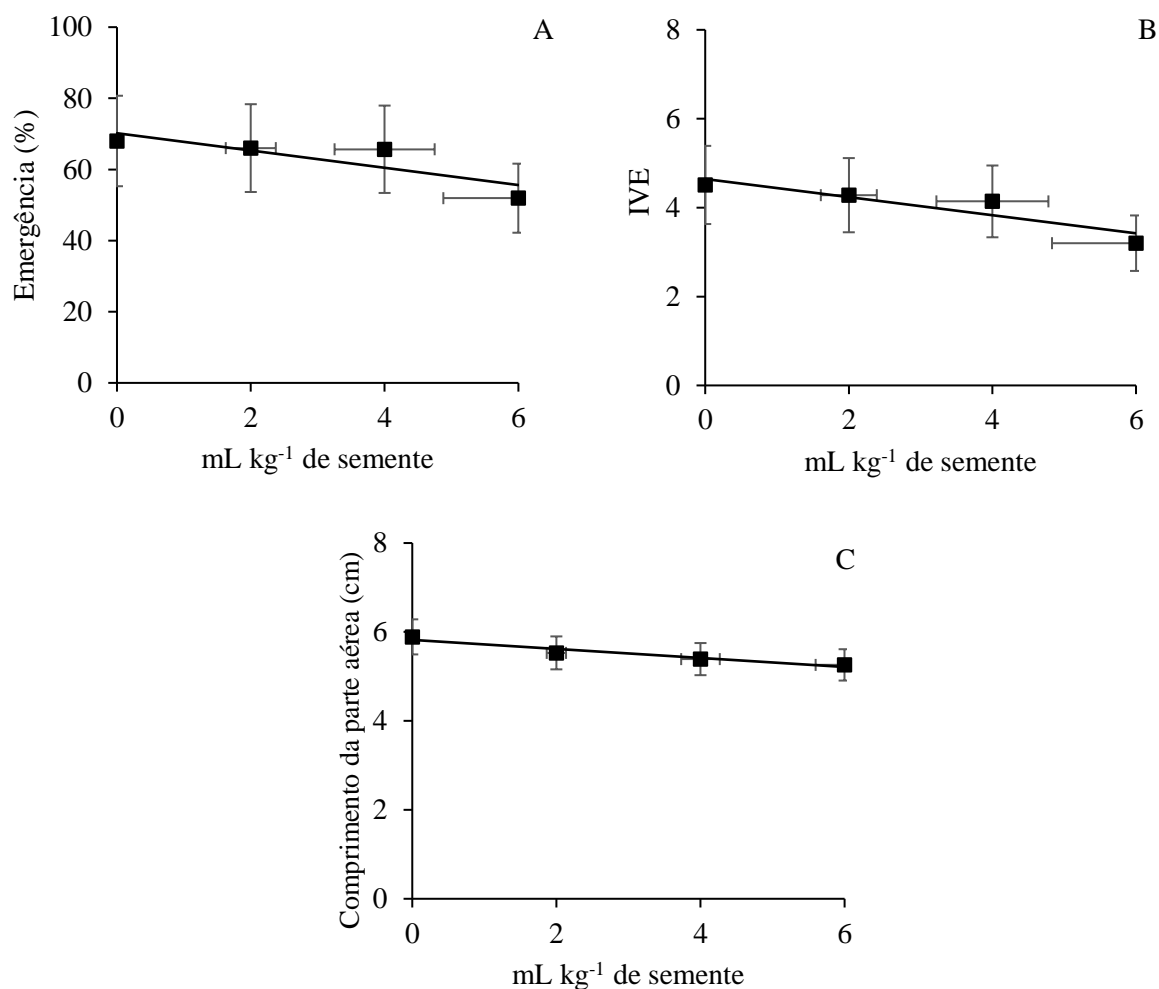 A
Emergência (%)
100
80
60
40
20
0
0 2 4 6
mL kg-1 de semente
B
IVE
8
6
4
2
0
0 2 4 6
mL kg-1 de semente
C
Comprimento da parte aérea (cm)
8
6
4
2
0
0 2 4 6
mL kg-1 de semente